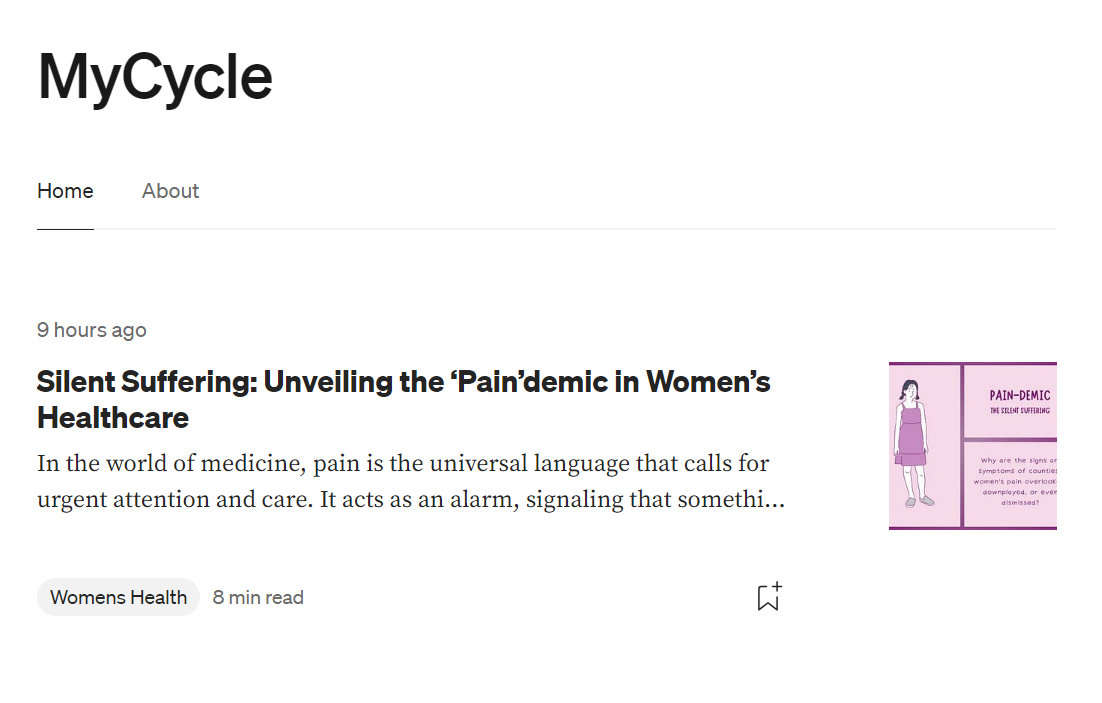 MyCycle
Home About
9 hours ago
Silent Suffering: Unveiling the ‘Pain’demic in Women’s
Healthcare
In the world of medicine, pain is the universal language that calls for
urgent attention and care. It acts as an alarm, signaling that somethi…
PAIN-DEMIC
THE SILENT SUFFERING
Why are the signs or
symptoms of countles
women's pain overlook
downplayed, or even
dismissed?
Womens Health 8 min read